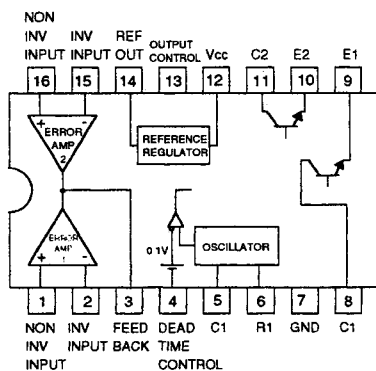 NON
INV INV REF OUTPUT
INPUT INPUT OUT CONTROL Vcc C2 E2 E1
16 15 14 13 12 11 10 9
+ - + -
ERROR
AMP
2
REFERENCE
REGULATOR
ERROR
AMP
1
0 1V
OSCILLATOR
+ -
1 2 3 4 5 6 7 8
NON INV FEED DEAD C1 R1 GND C1
INV INPUT BACK TIME
INPUT CONTROL